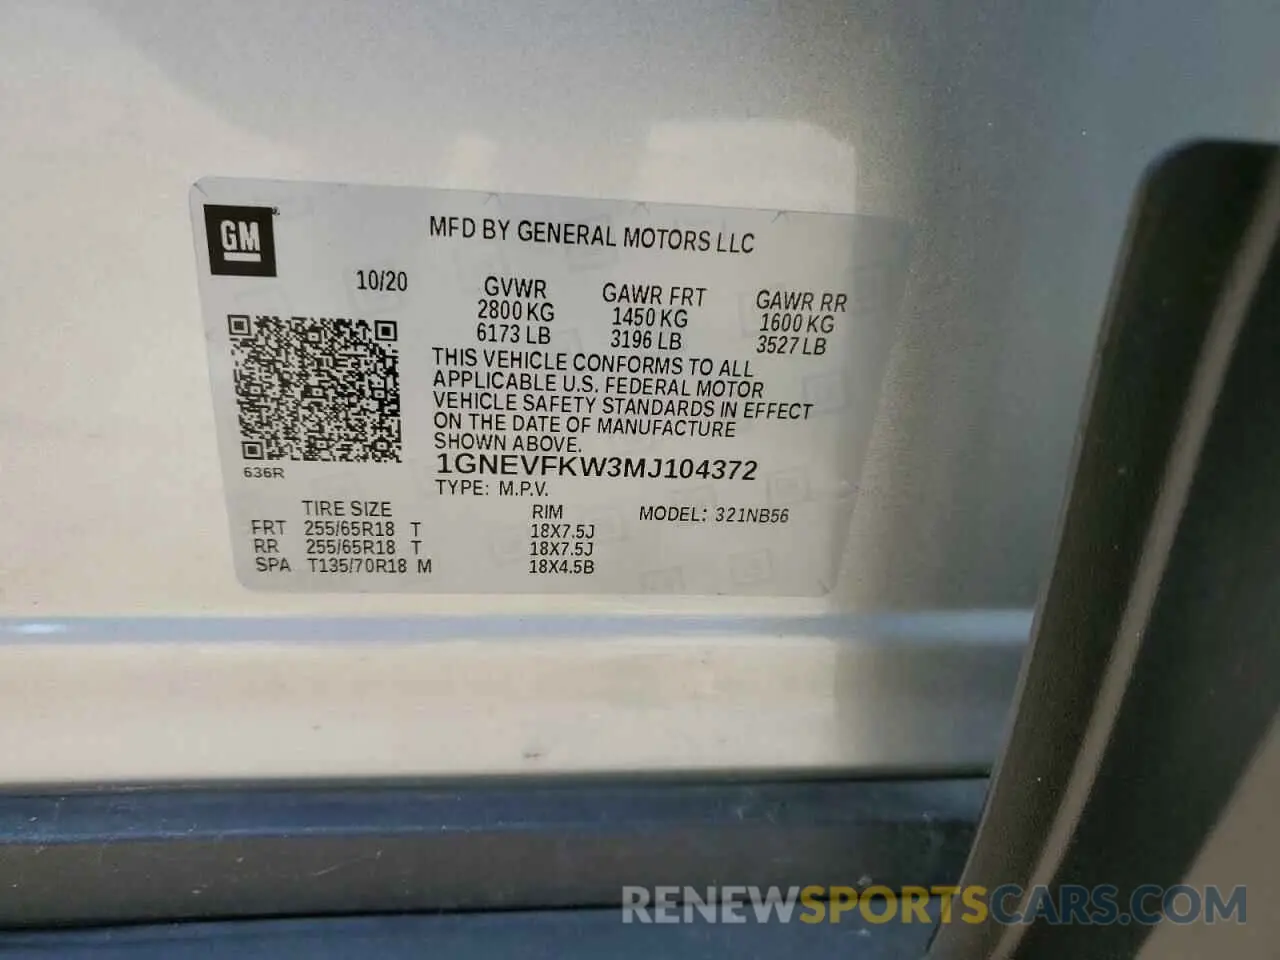 GM
MFD BY GENERAL MOTORS LLC
10/20
GVWR GAWR FRT GAWR RR
2800 KG 1450 KG 1600 KG
6173 LB 3196 LB 3527 LB
THIS VEHICLE CONFORMS TO ALL
APPLICABLE U.S. FEDERAL MOTOR
VEHICLE SAFETY STANDARDS IN EFFECT
ON THE DATE OF MANUFACTURE
SHOWN ABOVE.
636R
1GNEVFKW3MJ104372
TYPE: M.P.V.
TIRE SIZE RIM MODEL: 321NB56
FRT 255/65R18 T 18X7.5J
RR 255/65R18 T 18X7.5J
SPA T135/70R18 M 18X4.5B
RENEWSPORTSCARS.COM